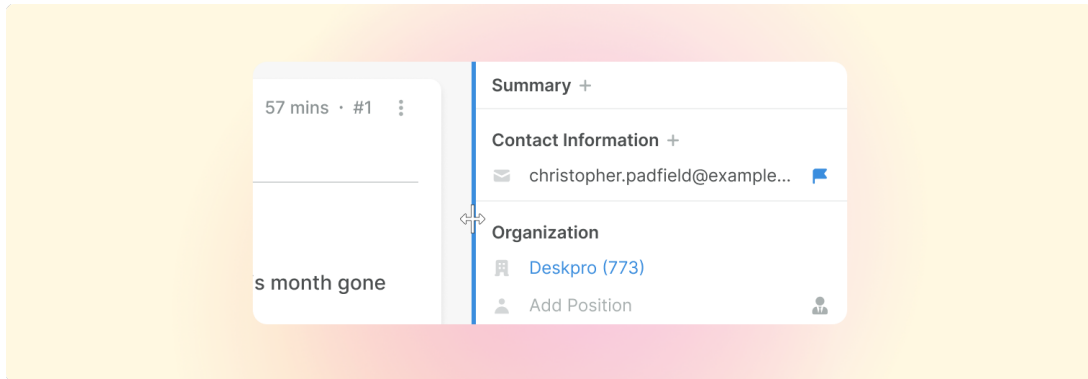 57 mins · #1
s month gone
Summary +
Contact Information +
christopher.padfield@example...
Organization
Deskpro (773)
Add Position